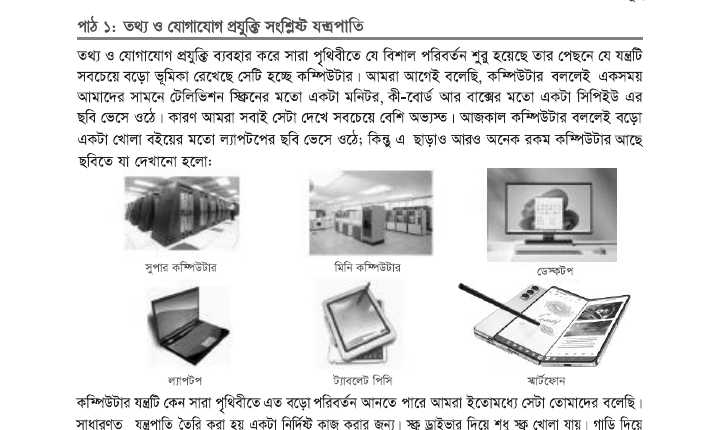 পাঠ ১: তথ্য ও যোগাযোগ প্রযুক্তি সংশ্লিষ্ট যন্ত্রপাতি
তথ্য ও যোগাযোগ প্রযুক্তি ব্যবহার করে সারা পৃথিবীতে যে বিশাল পরিবর্তন শুরু হয়েছে তার পেছনে যে যন্ত্রটি
সবচেয়ে বড়ো ভূমিকা রেখেছে সেটি হচ্ছে কম্পিউটার। আমরা আগেই বলেছি, কম্পিউটার বললেই একসময়
আমাদের সামনে টেলিভিশন স্ক্রিনের মতো একটা মনিটর, কী-বোর্ড আর বাক্সের মতো একটা সিপিইউ এর
ছবি ভেসে ওঠে। কারণ আমরা সবাই সেটা দেখে সবচেয়ে বেশি অভ্যস্ত। আজকাল কম্পিউটার বললেই বড়ো
একটা খোলা বইয়ের মতো ল্যাপটপের ছবি ভেসে ওঠে; কিন্তু এ ছাড়াও আরও অনেক রকম কম্পিউটার আছে
ছবিতে যা দেখানো হলো:
সুপার কম্পিউটার
মিনি কম্পিউটার
ডেস্কটপ
ল্যাপটপ
ট্যাবলেট পিসি
স্মার্টফোন
কম্পিউটার যন্ত্রটি কেন সারা পৃথিবীতে এত বড়ো পরিবর্তন আনতে পারে আমরা ইতোমধ্যে সেটা তোমাদের বলেছি।
সাধারণত যন্ত্রপাতি তৈরি করা হয় একটা নির্দিষ্ট কাজ করার জন্য। স্ক্রু ড্রাইভার দিয়ে শুধু স্ক্রু খোলা যায়। গাড়ি দিয়ে